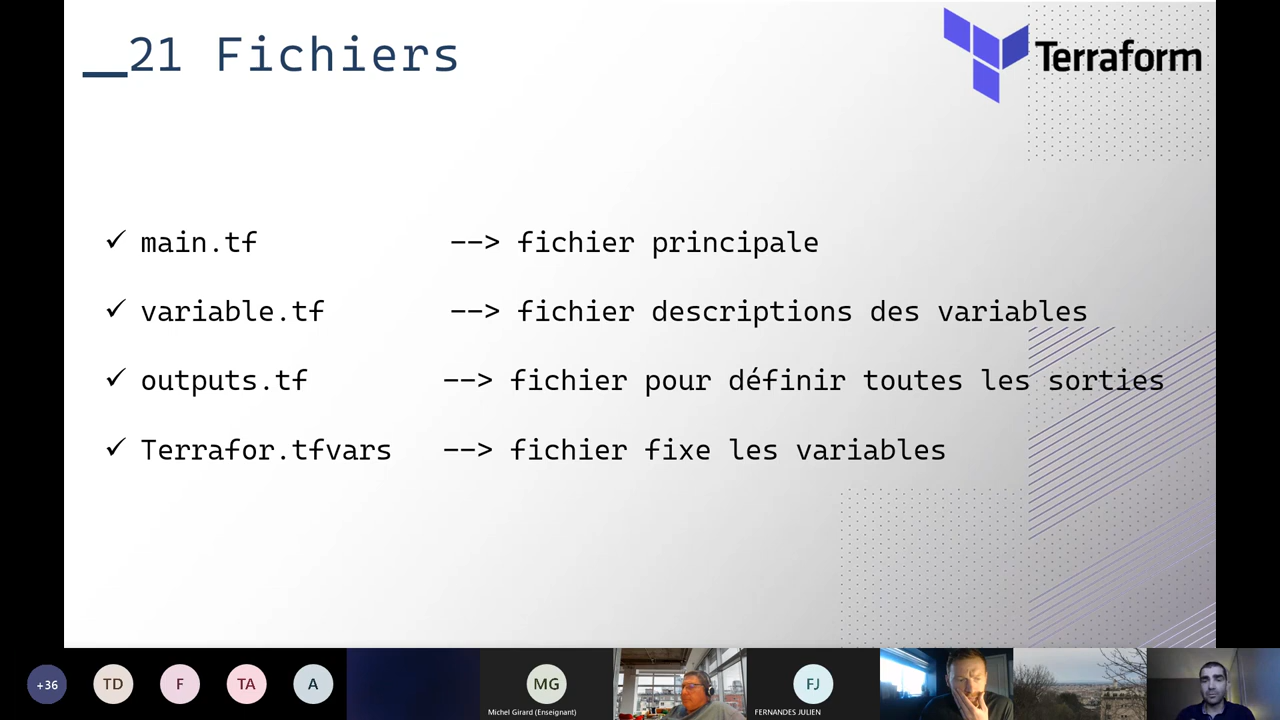 __21 Fichiers
Terraform
✓ main.tf --> fichier principale
✓ variable.tf --> fichier descriptions des variables
✓ outputs.tf --> fichier pour définir toutes les sorties
✓ Terrafor.tfvars --> fichier fixe les variables
+36
TD
F
TA
A
MG
Michel Girard (Enseignant)
FJ
FERNANDES JULIEN